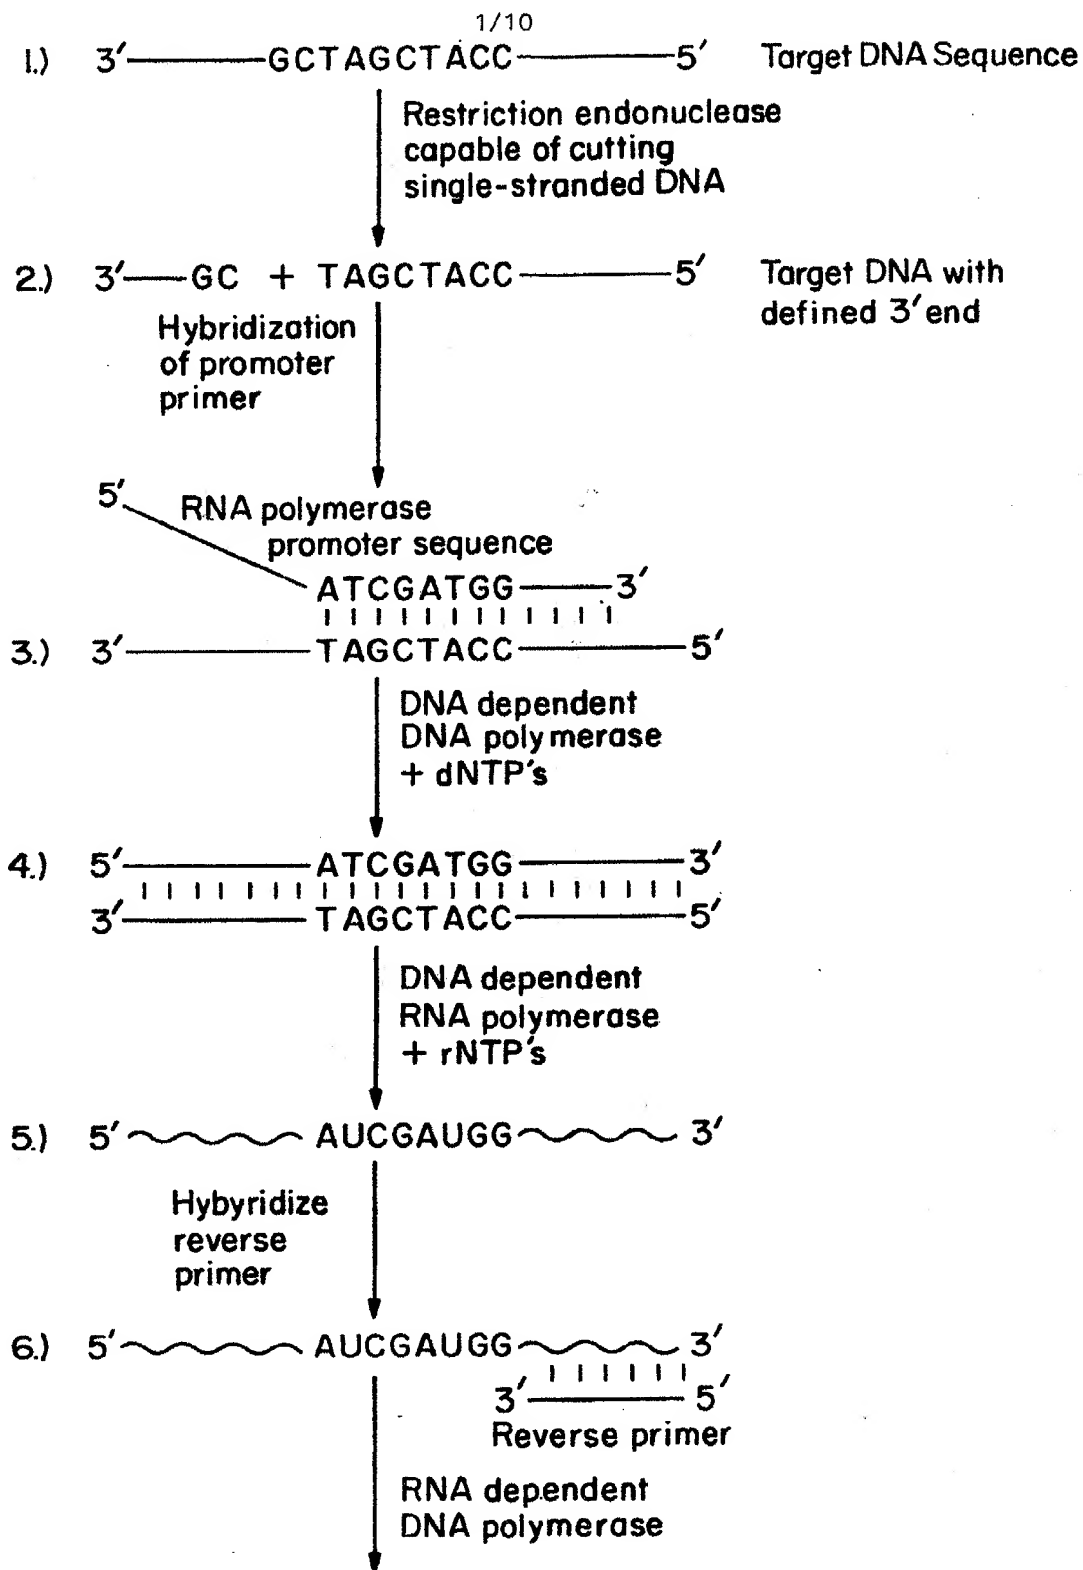 1/10
1.) 3′ GCTAGCTACC 5′ Target DNA Sequence
Restriction endonuclease
capable of cutting
single-stranded DNA
2.) 3′ GC + TAGCTACC 5′ Target DNA with
defined 3′ end
Hybridization
of promoter
primer
5′
RNA polymerase
promoter sequence
ATCGATGG 3′
3.) 3′ TAGCTACC 5′
DNA dependent
DNA polymerase
+ dNTP's
4.) 5′ ATCGATGG 3′
3′ TAGCTACC 5′
DNA dependent
RNA polymerase
+ rNTP's
5.) 5′ AUCGAUGG 3′
Hybyridize
reverse
primer
6.) 5′ AUCGAUGG 3′
3′ 5′
Reverse primer
RNA dependent
DNA polymerase